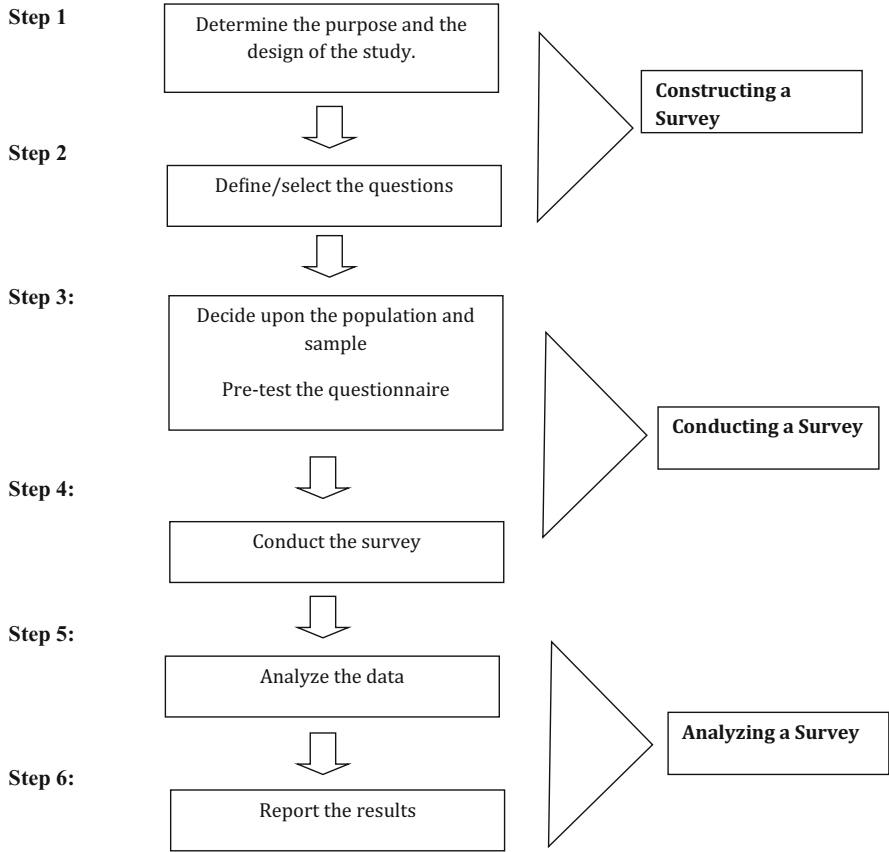 Step 1
Determine the purpose and the
design of the study.
Constructing a
Survey
Step 2
Define/select the questions
Step 3:
Decide upon the population and
sample
Pre-test the questionnaire
Conducting a Survey
Step 4:
Conduct the survey
Step 5:
Analyze the data
Analyzing a Survey
Step 6:
Report the results